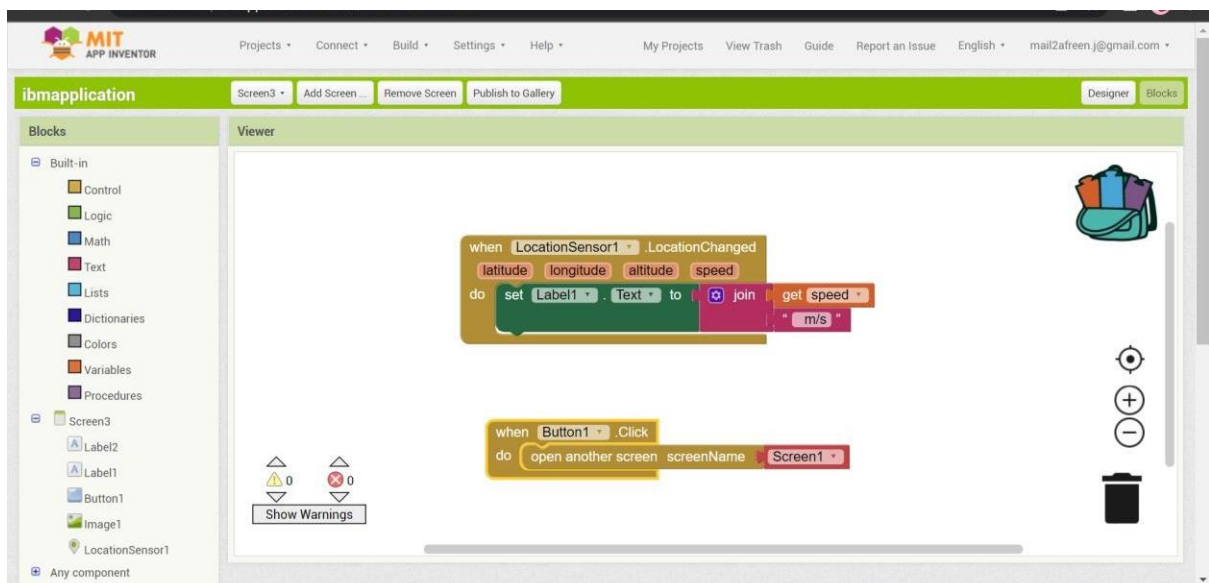 MIT
APP INVENTOR
Projects Connect Build Settings Help My Projects View Trash Guide Report an Issue English mail2afreen.j@gmail.com
ibmapplication Screen3 Add Screen ... Remove Screen Publish to Gallery Designer Blocks
Blocks Viewer
Built-in
Control
Logic
Math
Text
Lists
Dictionaries
Colors
Variables
Procedures
Screen3
Label2
Label1
Button1
Image1
LocationSensor1
Any component
when LocationSensor1 .LocationChanged
latitude longitude altitude speed
do set Label1 . Text to join get speed
" m/s "
when Button1 .Click
do open another screen screenName Screen1
0 0
Show Warnings